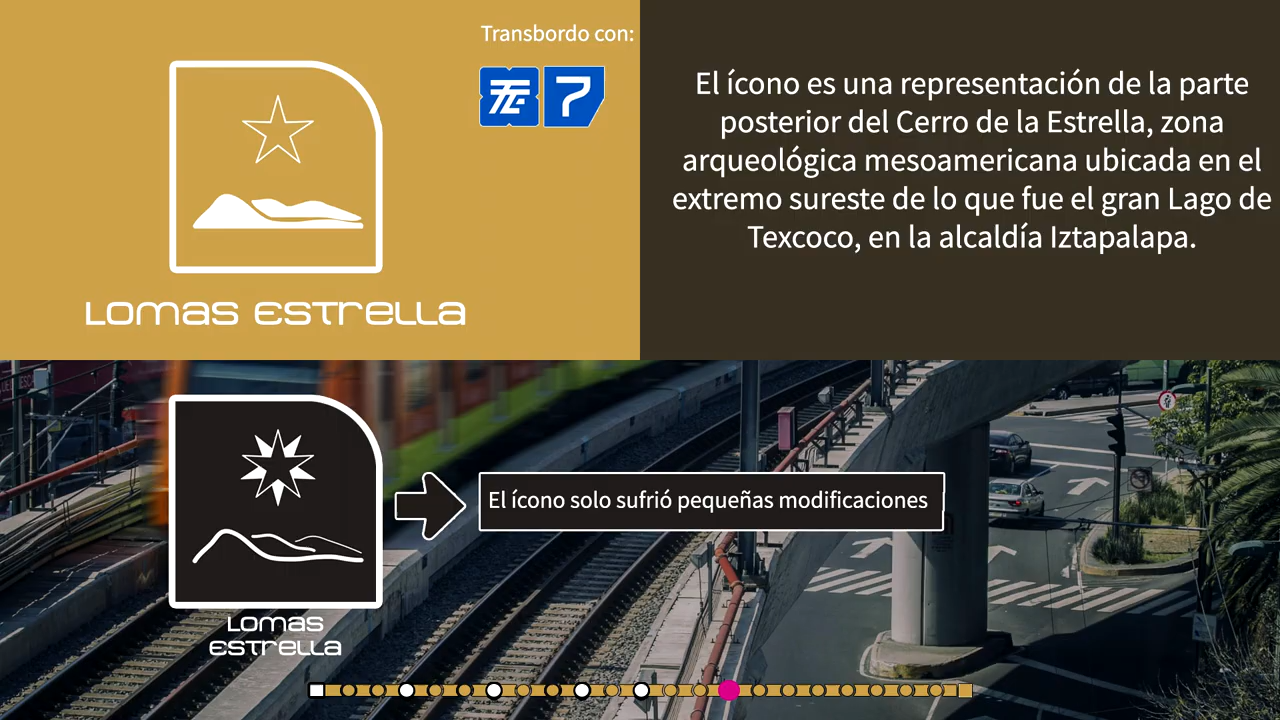 Transbordo con:
7
LOMAS ESTRELLA
El ícono es una representación de la parte
posterior del Cerro de la Estrella, zona
arqueológica mesoamericana ubicada en el
extremo sureste de lo que fue el gran Lago de
Texcoco, en la alcaldía Iztapalapa.
El ícono solo sufrió pequeñas modificaciones
LOMAS
ESTRELLA